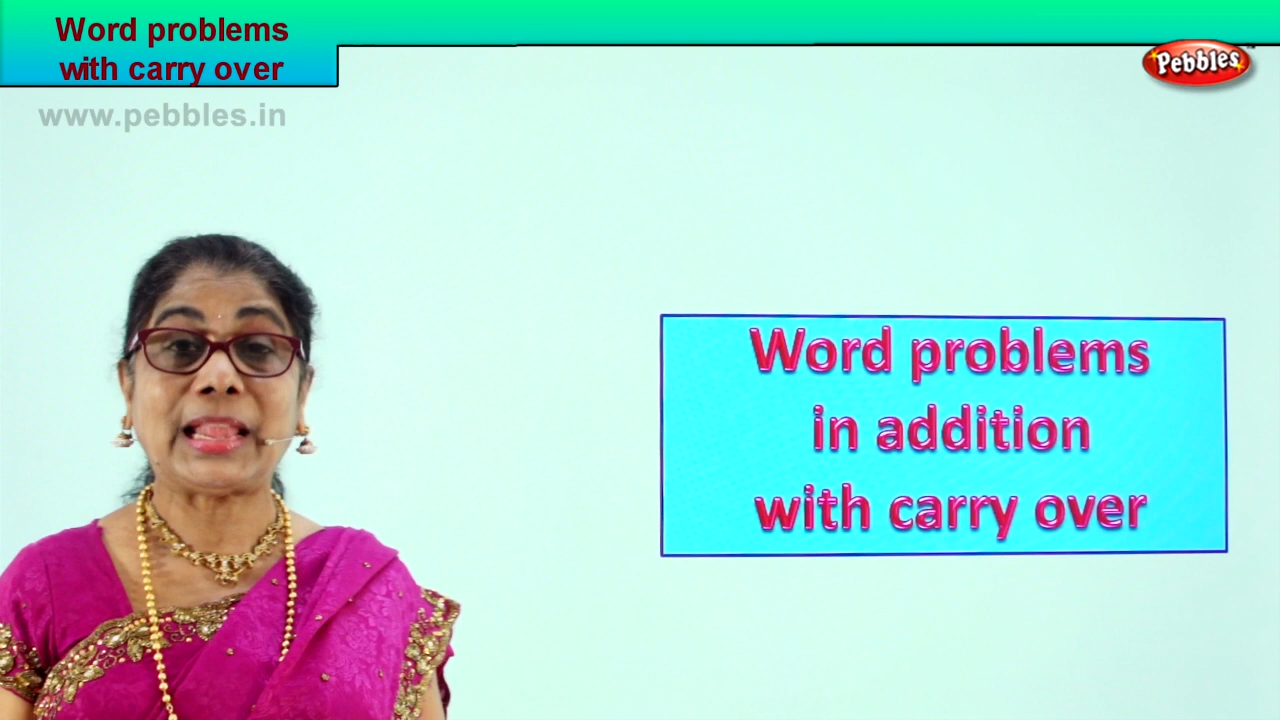 Word problems
with carry over
www.pebbles.in
Pebbles
Word problems
in addition
with carry over